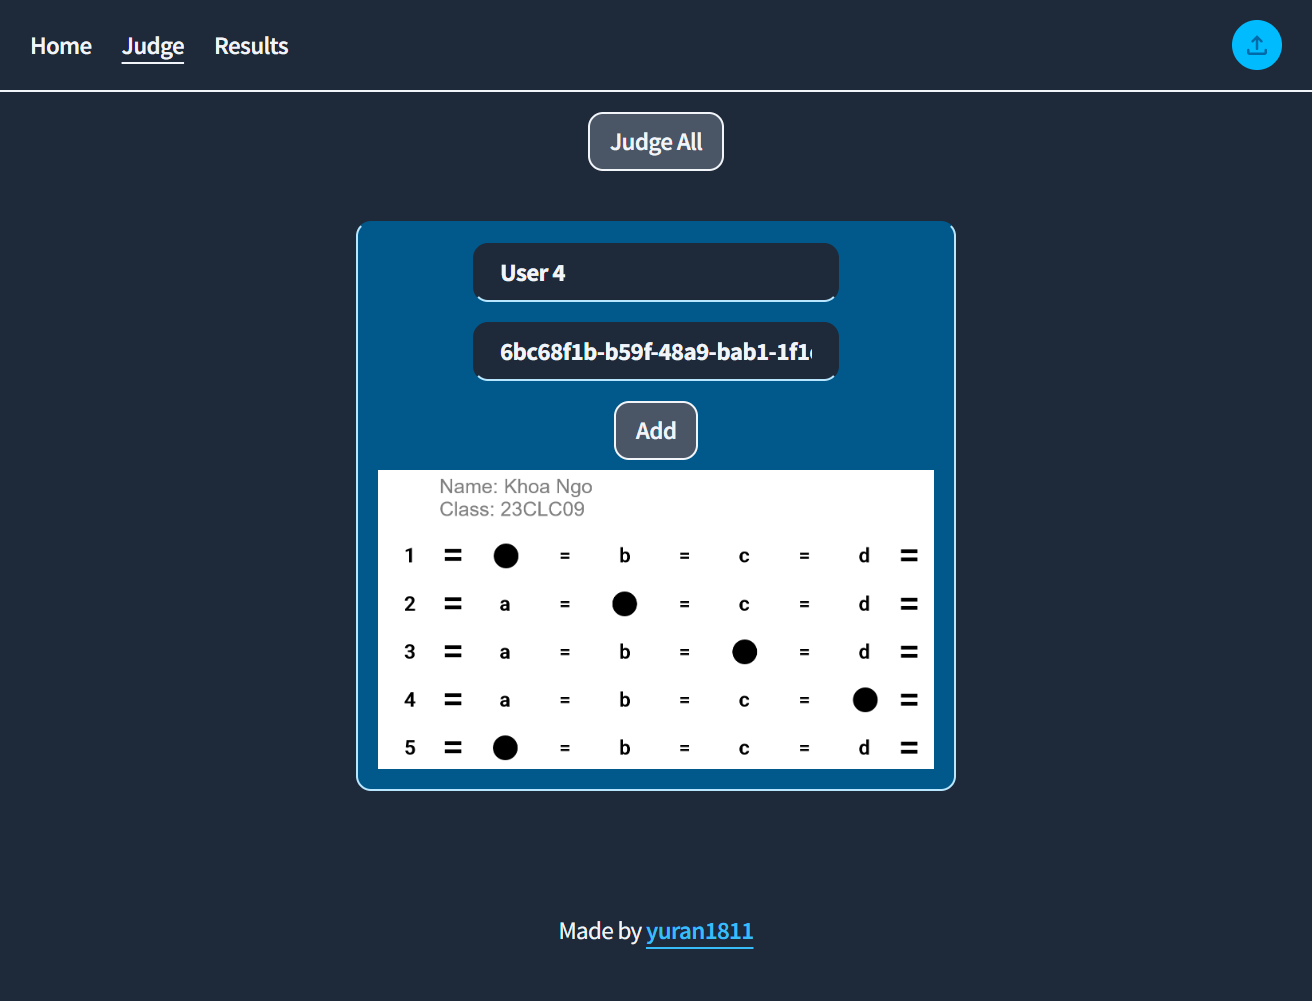 Home Judge Results
Judge All
User 4
6bc68f1b-b59f-48a9-bab1-1f1
Add
Name: Khoa Ngo
Class: 23CLC09
1 = ● = b = c = d =
2 = a = ● = c = d =
3 = a = b = ● = d =
4 = a = b = c = ● =
5 = ● = b = c = d =
Made by yuran1811